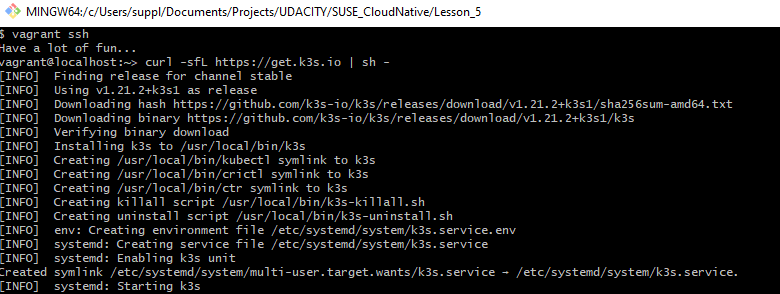 MINGW64:/c/Users/suppl/Documents/Projects/UDACITY/SUSE_CloudNative/Lesson_5
$ vagrant ssh
Have a lot of fun...
vagrant@localhost:~> curl -sfL https://get.k3s.io | sh -
[INFO]  Finding release for channel stable
[INFO]  Using v1.21.2+k3s1 as release
[INFO]  Downloading hash https://github.com/k3s-io/k3s/releases/download/v1.21.2+k3s1/sha256sum-amd64.txt
[INFO]  Downloading binary https://github.com/k3s-io/k3s/releases/download/v1.21.2+k3s1/k3s
[INFO]  Verifying binary download
[INFO]  Installing k3s to /usr/local/bin/k3s
[INFO]  Creating /usr/local/bin/kubectl symlink to k3s
[INFO]  Creating /usr/local/bin/crictl symlink to k3s
[INFO]  Creating /usr/local/bin/ctr symlink to k3s
[INFO]  Creating killall script /usr/local/bin/k3s-killall.sh
[INFO]  Creating uninstall script /usr/local/bin/k3s-uninstall.sh
[INFO]  env: Creating environment file /etc/systemd/system/k3s.service.env
[INFO]  systemd: Creating service file /etc/systemd/system/k3s.service
[INFO]  systemd: Enabling k3s unit
Created symlink /etc/systemd/system/multi-user.target.wants/k3s.service → /etc/systemd/system/k3s.service.
[INFO]  systemd: Starting k3s